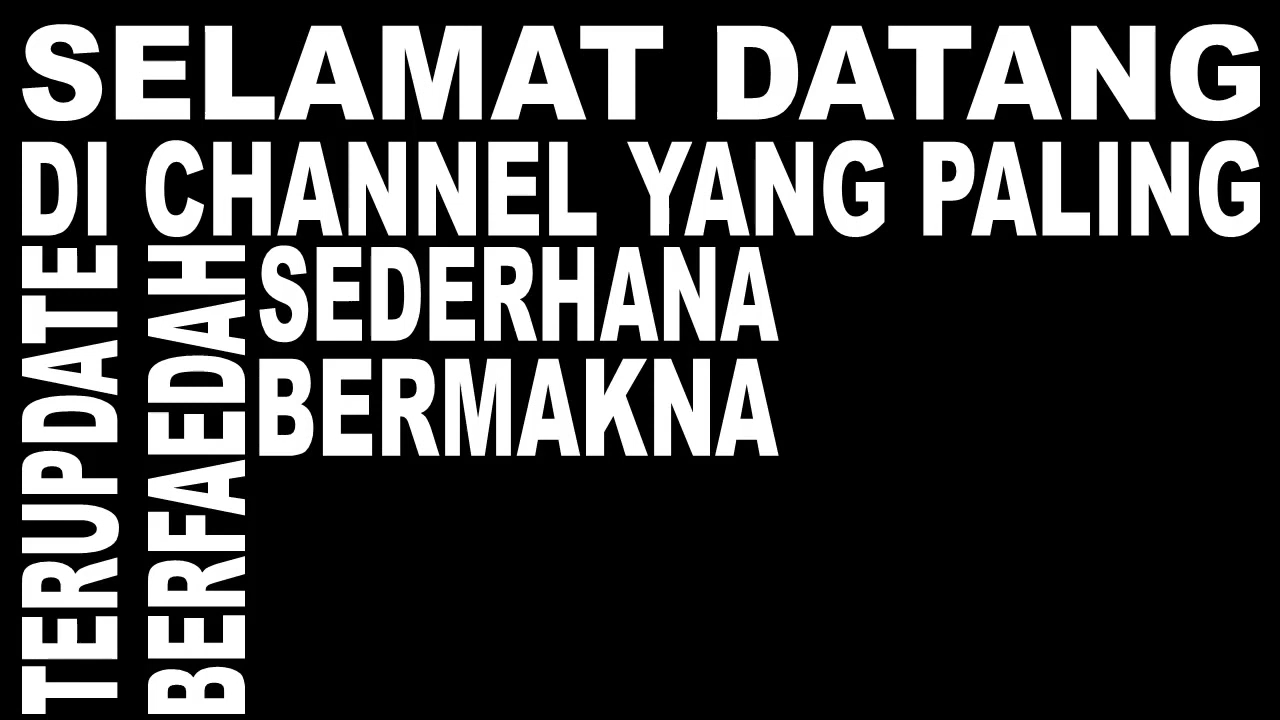 SELAMAT DATANG
DI CHANNEL YANG PALING
TERUPDATE
BERFAEDAH
SEDERHANA
BERMAKNA